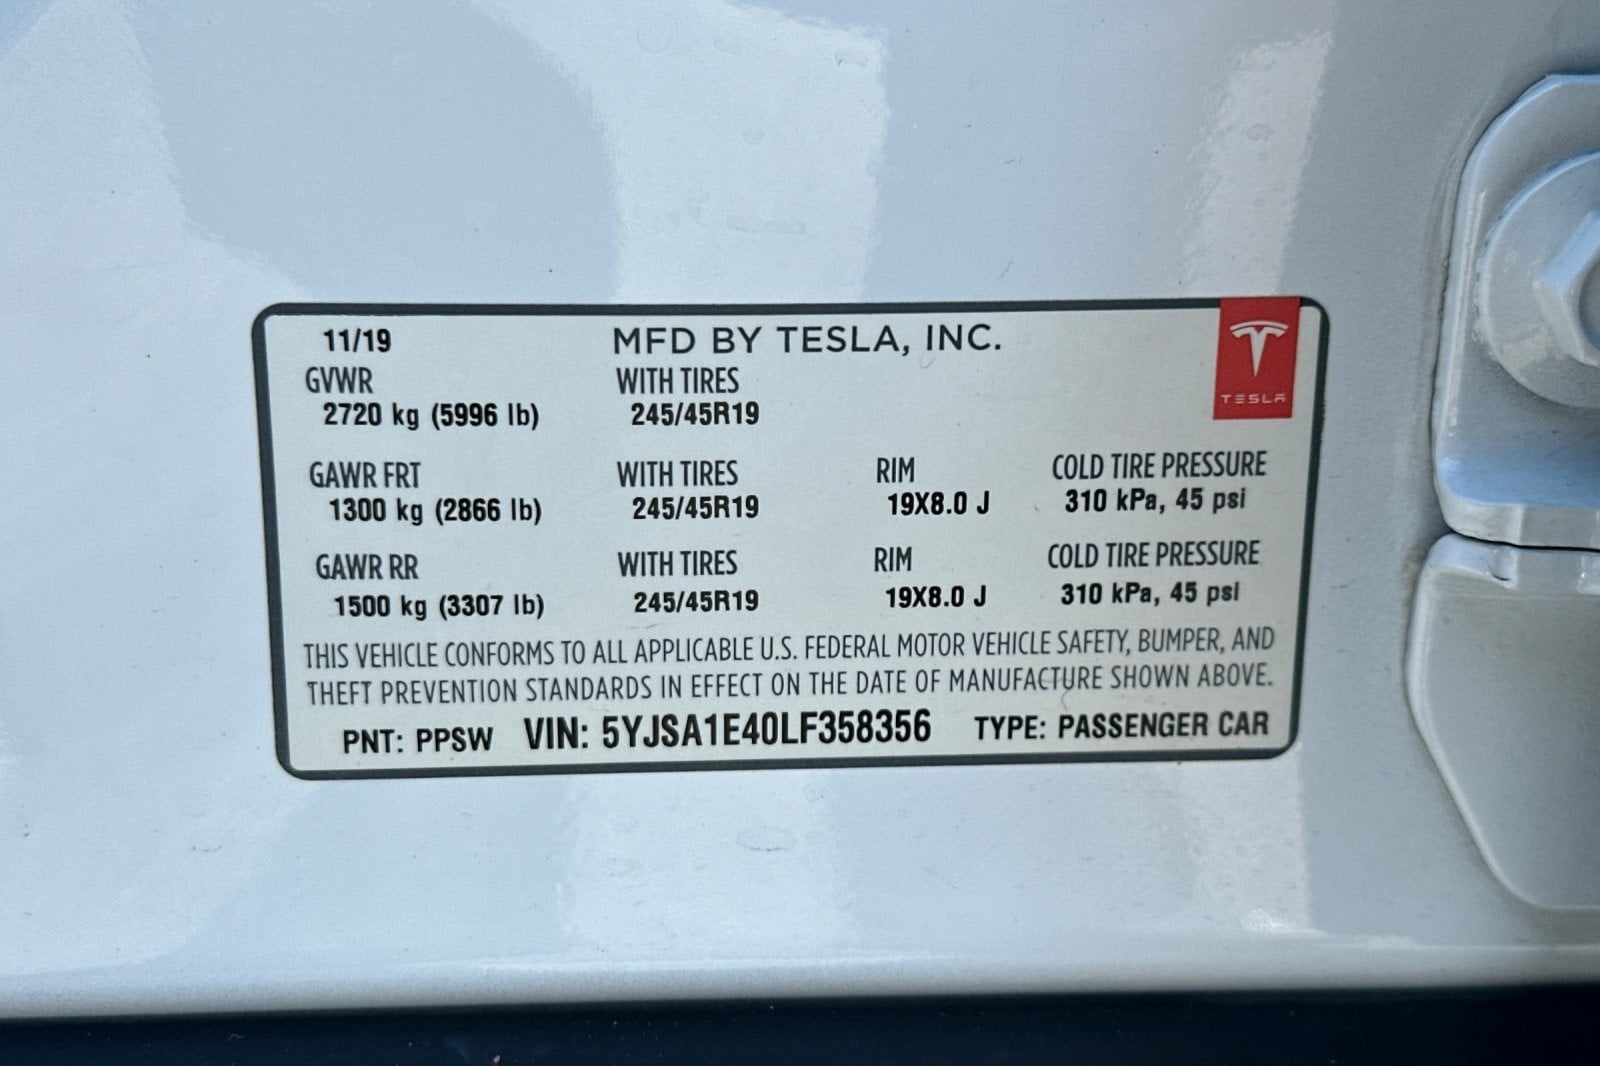 11/19 MFD BY TESLA, INC.
GVWR WITH TIRES
2720 kg (5996 lb) 245/45R19
TESLA
GAWR FRT WITH TIRES RIM COLD TIRE PRESSURE
1300 kg (2866 lb) 245/45R19 19X8.0 J 310 kPa, 45 psi
GAWR RR WITH TIRES RIM COLD TIRE PRESSURE
1500 kg (3307 lb) 245/45R19 19X8.0 J 310 kPa, 45 psi
THIS VEHICLE CONFORMS TO ALL APPLICABLE U.S. FEDERAL MOTOR VEHICLE SAFETY, BUMPER, AND
THEFT PREVENTION STANDARDS IN EFFECT ON THE DATE OF MANUFACTURE SHOWN ABOVE.
PNT: PPSW VIN: 5YJSA1E40LF358356 TYPE: PASSENGER CAR